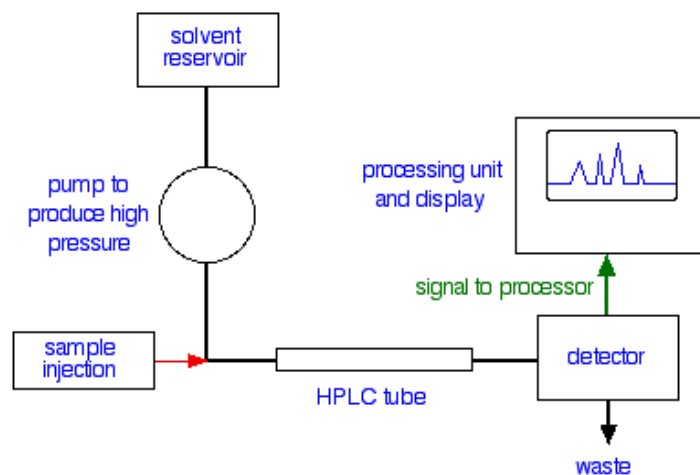 solvent
reservoir
pump to
produce high
pressure
processing unit
and display
signal to processor
sample
injection
HPLC tube
detector
waste